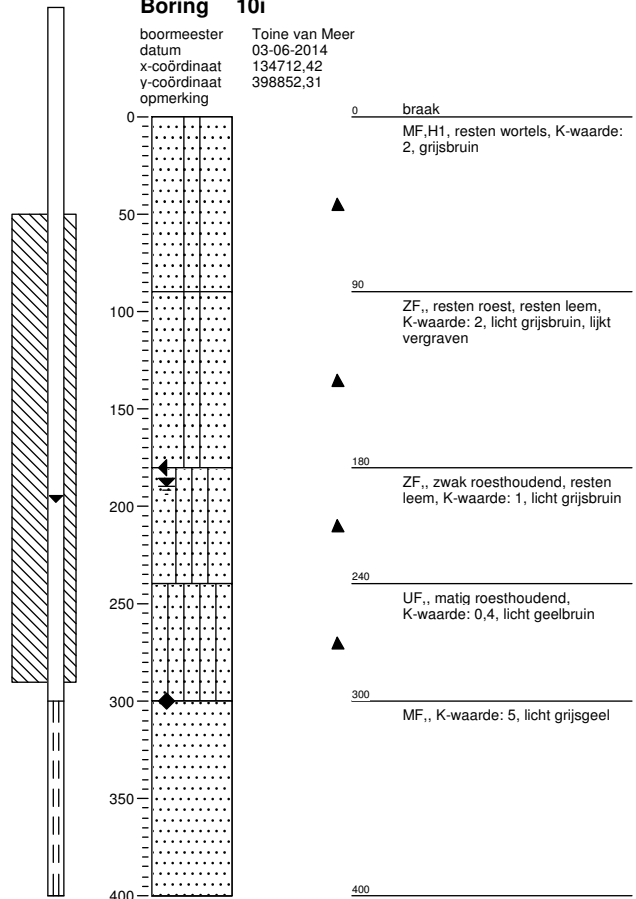 Boring 10i
boormeester Toine van Meer
datum 03-06-2014
x-coördinaat 134712,42
y-coördinaat 398852,31
opmerking
0
50
100
150
200
250
300
350
400
0 braak
MF,H1, resten wortels, K-waarde:
2, grijsbruin
90
ZF,, resten roest, resten leem,
K-waarde: 2, licht grijsbruin, lijkt
vergraven
180
ZF,, zwak roesthoudend, resten
leem, K-waarde: 1, licht grijsbruin
240
UF,, matig roesthoudend,
K-waarde: 0,4, licht geelbruin
300
MF,, K-waarde: 5, licht grijsgeel
400